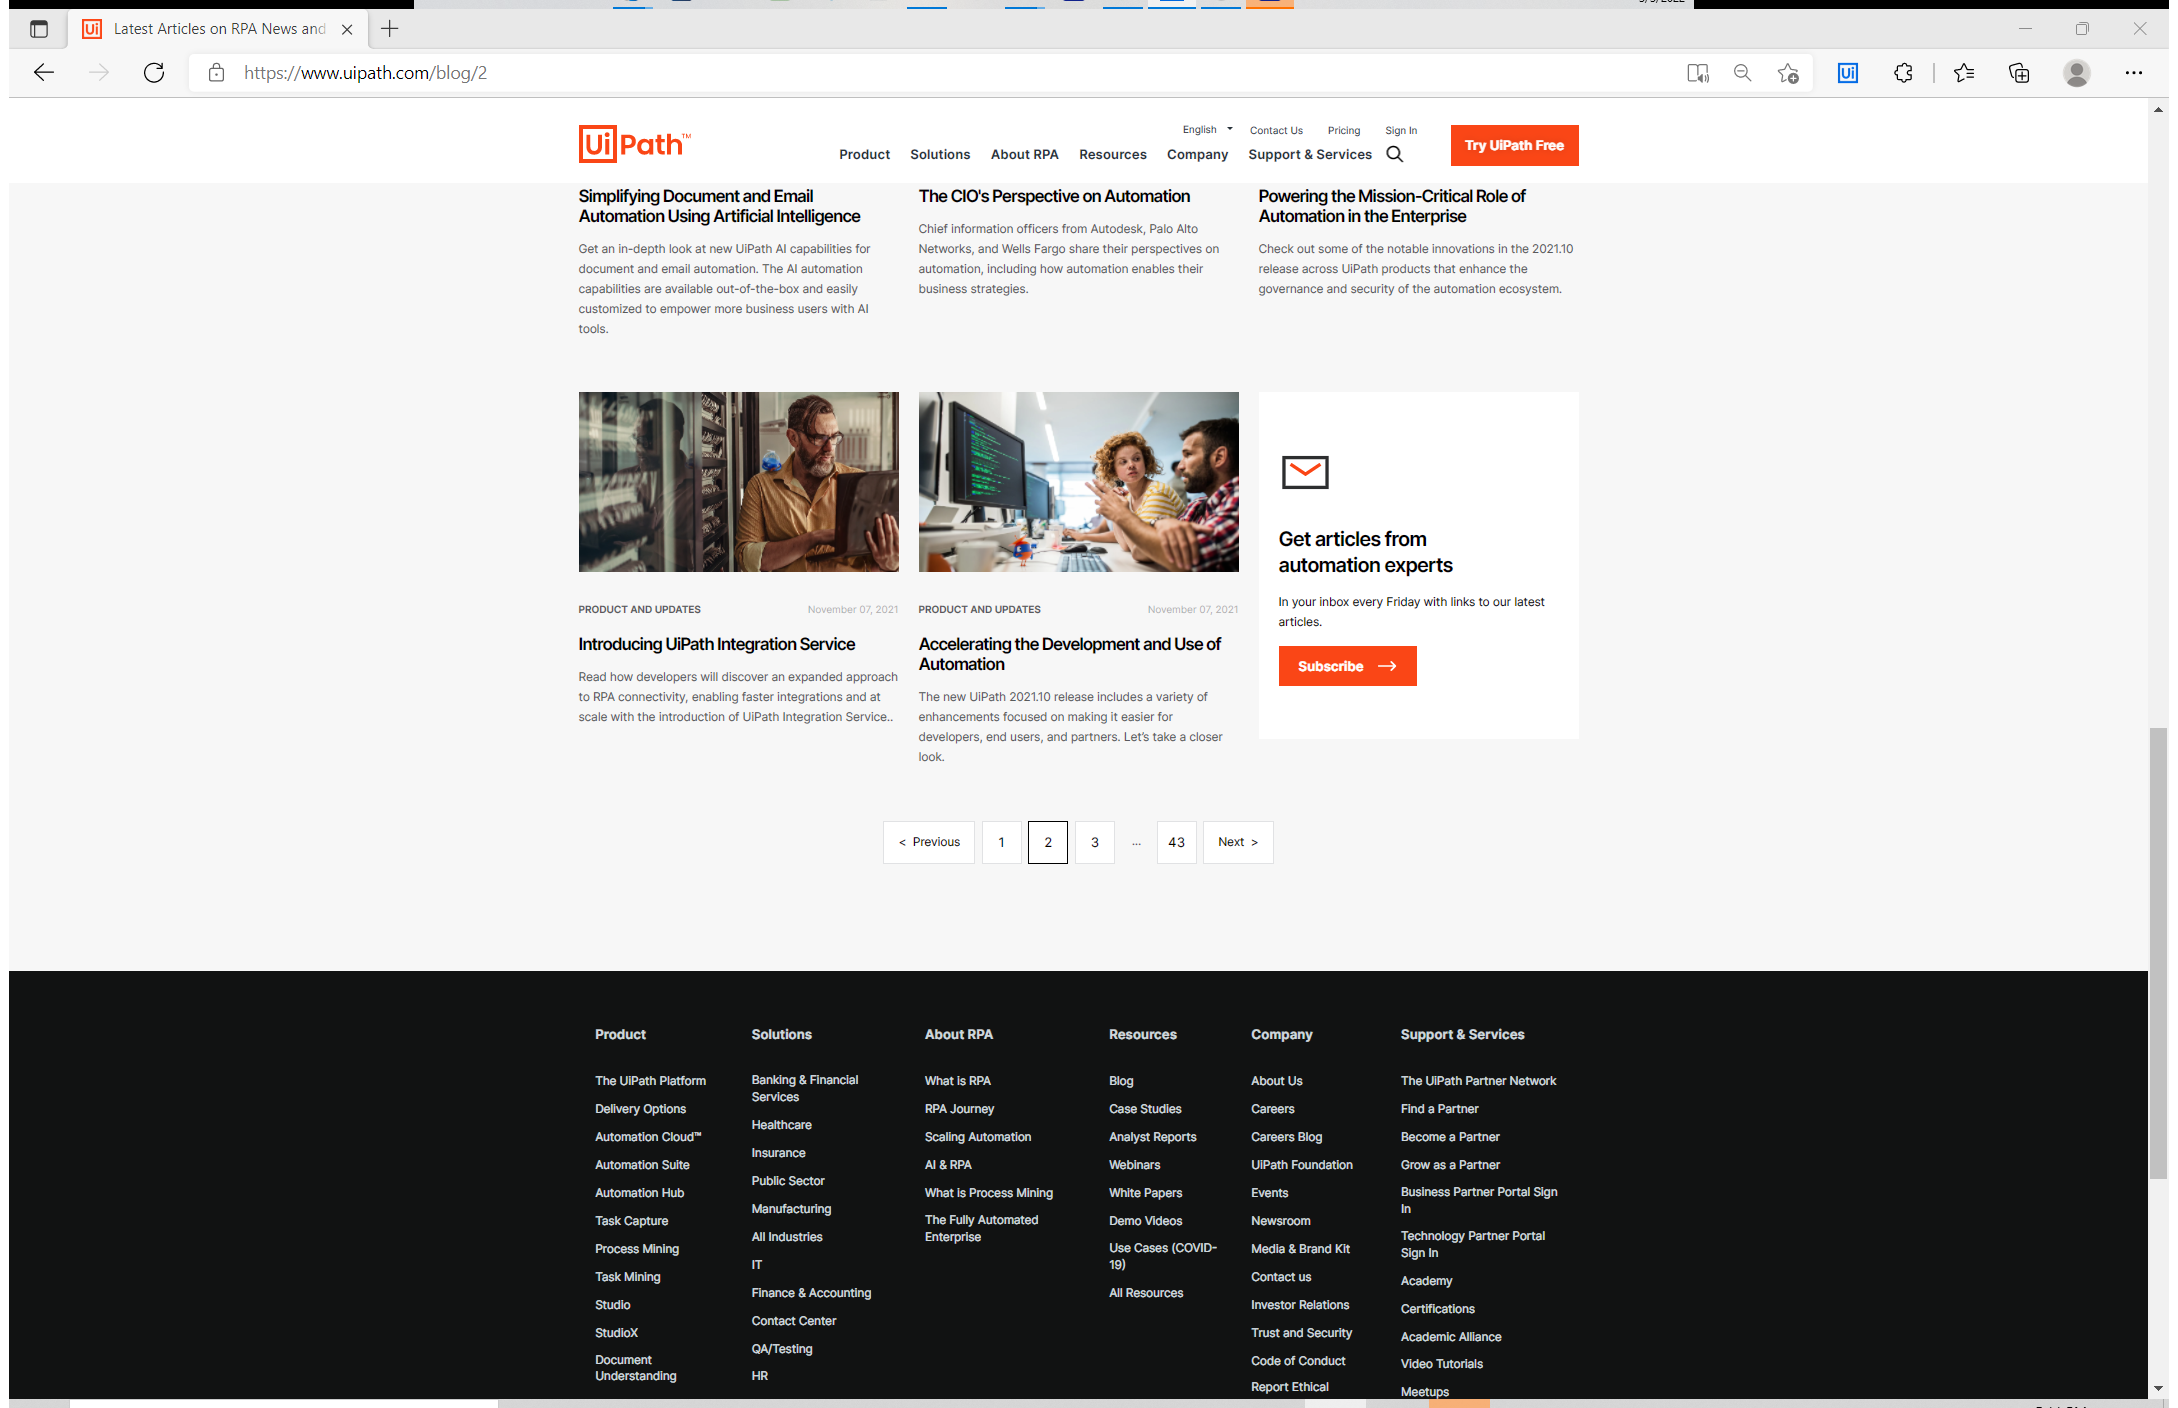 Latest Articles on RPA News and
https://www.uipath.com/blog/2
English
Contact Us
Pricing
Sign In
UiPath™
Product
Solutions
About RPA
Resources
Company
Support & Services
Try UiPath Free
Simplifying Document and Email
Automation Using Artificial Intelligence
Get an in-depth look at new UiPath AI capabilities for
document and email automation. The AI automation
capabilities are available out-of-the-box and easily
customized to empower more business users with AI
tools.
The CIO's Perspective on Automation
Chief information officers from Autodesk, Palo Alto
Networks, and Wells Fargo share their perspectives on
automation, including how automation enables their
business strategies.
Powering the Mission-Critical Role of
Automation in the Enterprise
Check out some of the notable innovations in the 2021.10
release across UiPath products that enhance the
governance and security of the automation ecosystem.
PRODUCT AND UPDATES
November 07, 2021
Introducing UiPath Integration Service
Read how developers will discover an expanded approach
to RPA connectivity, enabling faster integrations and at
scale with the introduction of UiPath Integration Service..
PRODUCT AND UPDATES
November 07, 2021
Accelerating the Development and Use of
Automation
The new UiPath 2021.10 release includes a variety of
enhancements focused on making it easier for
developers, end users, and partners. Let's take a closer
look.
Get articles from
automation experts
In your inbox every Friday with links to our latest
articles.
Subscribe →
< Previous 1 2 3 ... 43 Next >
Product
The UiPath Platform
Delivery Options
Automation Cloud™
Automation Suite
Automation Hub
Task Capture
Process Mining
Task Mining
Studio
StudioX
Document
Understanding
Solutions
Banking & Financial
Services
Healthcare
Insurance
Public Sector
Manufacturing
All Industries
IT
Finance & Accounting
Contact Center
QA/Testing
HR
About RPA
What is RPA
RPA Journey
Scaling Automation
AI & RPA
What is Process Mining
The Fully Automated
Enterprise
Resources
Blog
Case Studies
Analyst Reports
Webinars
White Papers
Demo Videos
Use Cases (COVID-
19)
All Resources
Company
About Us
Careers
Careers Blog
UiPath Foundation
Events
Newsroom
Media & Brand Kit
Contact us
Investor Relations
Trust and Security
Code of Conduct
Report Ethical
Support & Services
The UiPath Partner Network
Find a Partner
Become a Partner
Grow as a Partner
Business Partner Portal Sign
In
Technology Partner Portal
Sign In
Academy
Certifications
Academic Alliance
Video Tutorials
Meetups